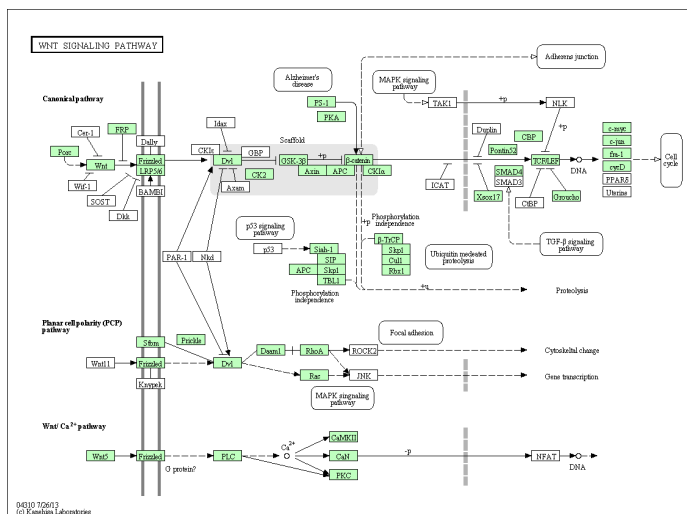 WNT SIGNALING PATHWAY
Adherens junction
Alzheimer's
disease
MAPK signaling
pathway
TAK1
+p
NLK
Canonical pathway
PS-1
PKA
Cer-1
FRP
Dally
Idax
CKIε
GBP
Scaffold
Porc
Wnt
Frizzled
LRP5/6
Dvl
GSK-3β
+p
β-catenin
Axin
APC
CKIα
CK2
Axam
Wif-1
SOST
Dkk
BAMBI
Duplin
CBP
Pontin52
+p
TCF/LEF
DNA
SMAD4
SMAD3
ICAT
Xsox17
CtBP
Groucho
c-myc
c-jun
fra-1
cycD
PPARδ
Uterine
Cell
cycle
TGF-β signaling
pathway
p53 signaling
pathway
p53
Siah-1
SIP
APC
Skp1
TBL1
Phosphorylation
independence
+p
Phosphorylation
independence
β-TrCP
Skp1
Cul1
Rbx1
Ubiquitin mediated
proteolysis
+u
Proteolysis
PAR-1
Nkd
Planar cell polarity (PCP)
pathway
Stbm
Prickle
Wnt11
Frizzled
Knypek
Dvl
Daam1
RhoA
ROCK2
Focal adhesion
Cytoskeltal change
Rac
JNK
Gene transcription
MAPK singnaling
pathway
Wnt/Ca2+ pathway
Wnt5
Frizzled
G protein?
PLC
Ca2+
CaMKII
CaN
PKC
-p
NFAT
DNA
04310 7/26/13
(c) Kanehisa Laboratories